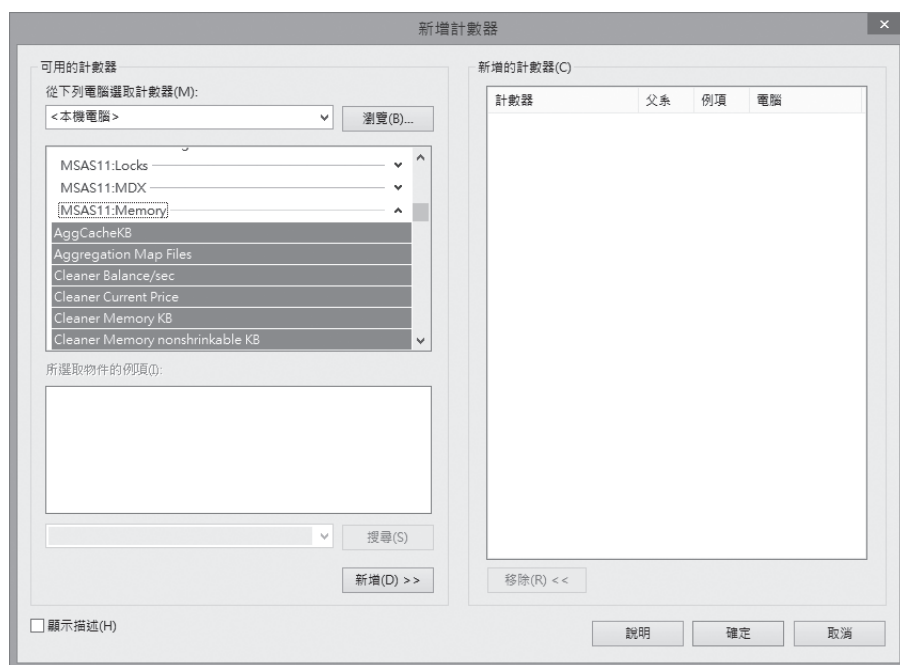 新增計數器
可用的計數器
從下列電腦選取計數器(M):
<本機電腦>
瀏覽(B)...
MSAS11:Locks
MSAS11:MDX
MSAS11:Memory
AggCacheKB
Aggregation Map Files
Cleaner Balance/sec
Cleaner Current Price
Cleaner Memory KB
Cleaner Memory nonshrinkable KB
所選取物件的例項(I):
搜尋(S)
新增(D) >>
顯示描述(H)
新增的計數器(C)
計數器 父系 例項 電腦
移除(R) <<
說明
確定
取消